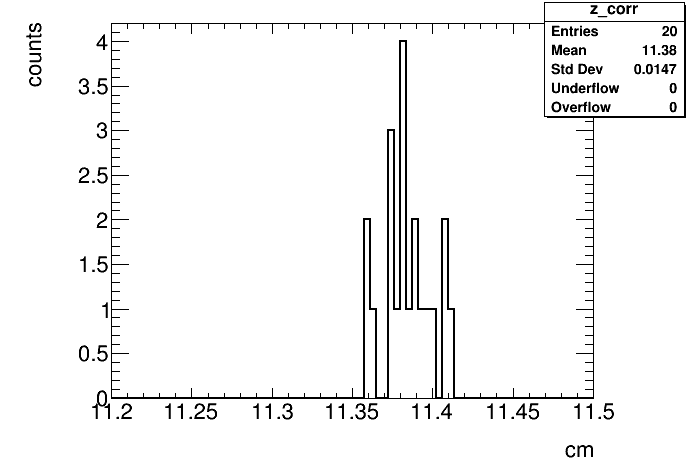 z_corr
Entries 20
Mean 11.38
Std Dev 0.0147
Underflow 0
Overflow 0
counts
4
3.5
3
2.5
2
1.5
1
0.5
0
11.2 11.25 11.3 11.35 11.4 11.45 11.5
cm